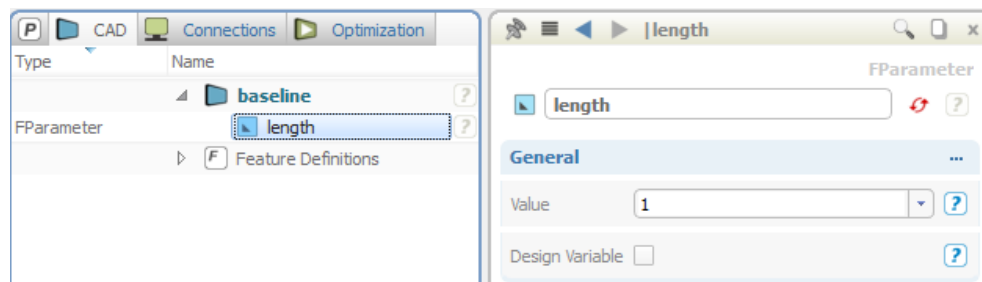 P CAD Connections Optimization
Type Name
baseline ?
FParameter length ?
F Feature Definitions
|length
FParameter
length ?
General ...
Value 1 ?
Design Variable ?